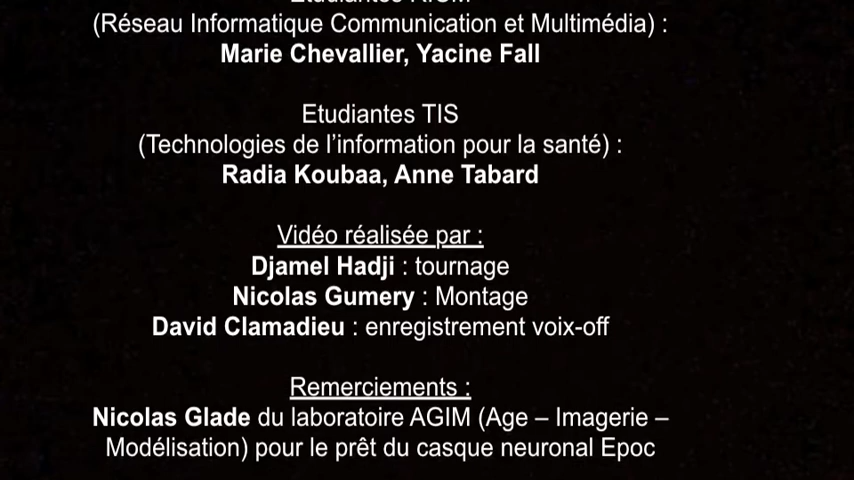 Etudiantes RICM
(Réseau Informatique Communication et Multimédia) :
Marie Chevallier, Yacine Fall
Etudiantes TIS
(Technologies de l'information pour la santé) :
Radia Koubaa, Anne Tabard
Vidéo réalisée par :
Djamel Hadji : tournage
Nicolas Gumery : Montage
David Clamadieu : enregistrement voix-off
Remerciements :
Nicolas Glade du laboratoire AGIM (Age – Imagerie –
Modélisation) pour le prêt du casque neuronal Epoc